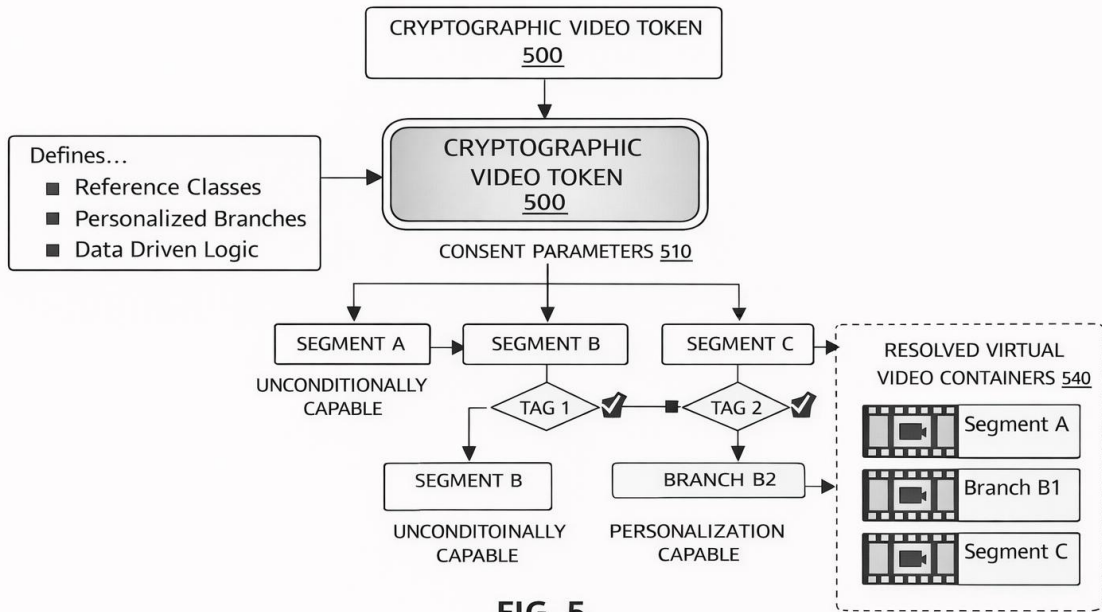 CRYPTOGRAPHIC VIDEO TOKEN
500
CRYPTOGRAPHIC
VIDEO TOKEN
500
Defines...
Reference Classes
Personalized Branches
Data Driven Logic
CONSENT PARAMETERS 510
SEGMENT A
SEGMENT B
SEGMENT C
UNCONDITIONALLY
CAPABLE
TAG 1
TAG 2
SEGMENT B
BRANCH B2
UNCONDITOINALLY
CAPABLE
PERSONALIZATION
CAPABLE
RESOLVED VIRTUAL
VIDEO CONTAINERS 540
Segment A
Branch B1
Segment C
FIG. 5